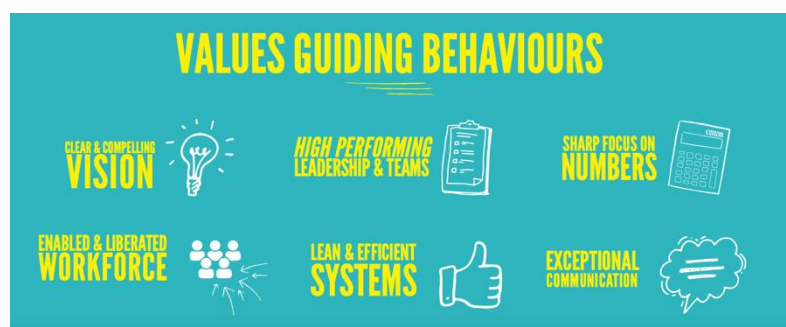 VALUES GUIDING BEHAVIOURS
CLEAR & COMPELLING
VISION
HIGH PERFORMING
LEADERSHIP & TEAMS
SHARP FOCUS ON
NUMBERS
ENABLED & LIBERATED
WORKFORCE
LEAN & EFFICIENT
SYSTEMS
EXCEPTIONAL
COMMUNICATION